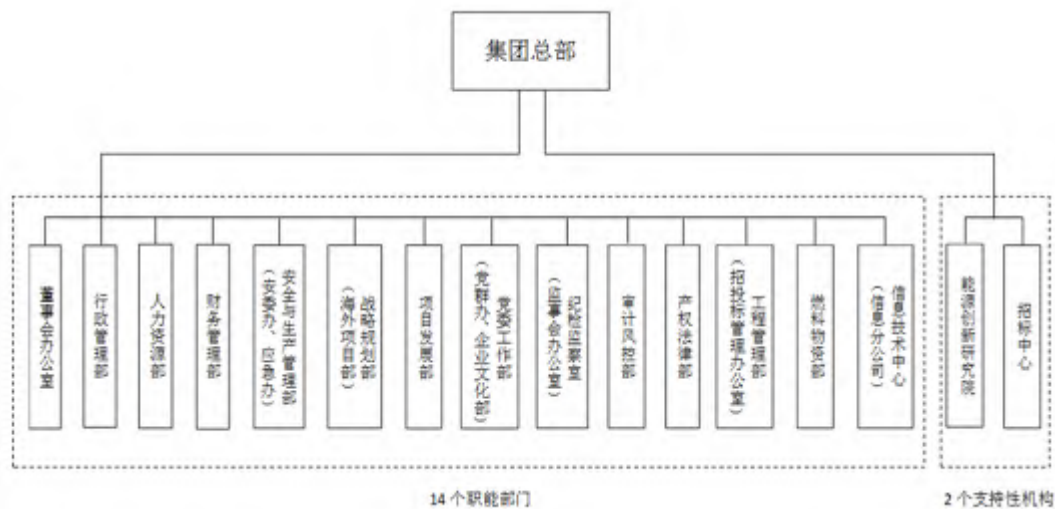 集团总部
董事会办公室
行政管理部
人力资源部
财务管理部
安全与生产管理部
（安委办、应急办）
战略规划部
（海外项目部）
项目发展部
党委工作部
（党群办、企业文化部）
纪检监察室
（监事会办公室）
审计风控部
产权法律部
工程管理部
（招投标管理办公室）
燃料物资部
信息技术中心
（信息分公司）
能源创新研究院
招标中心
14 个职能部门
2 个支持性机构